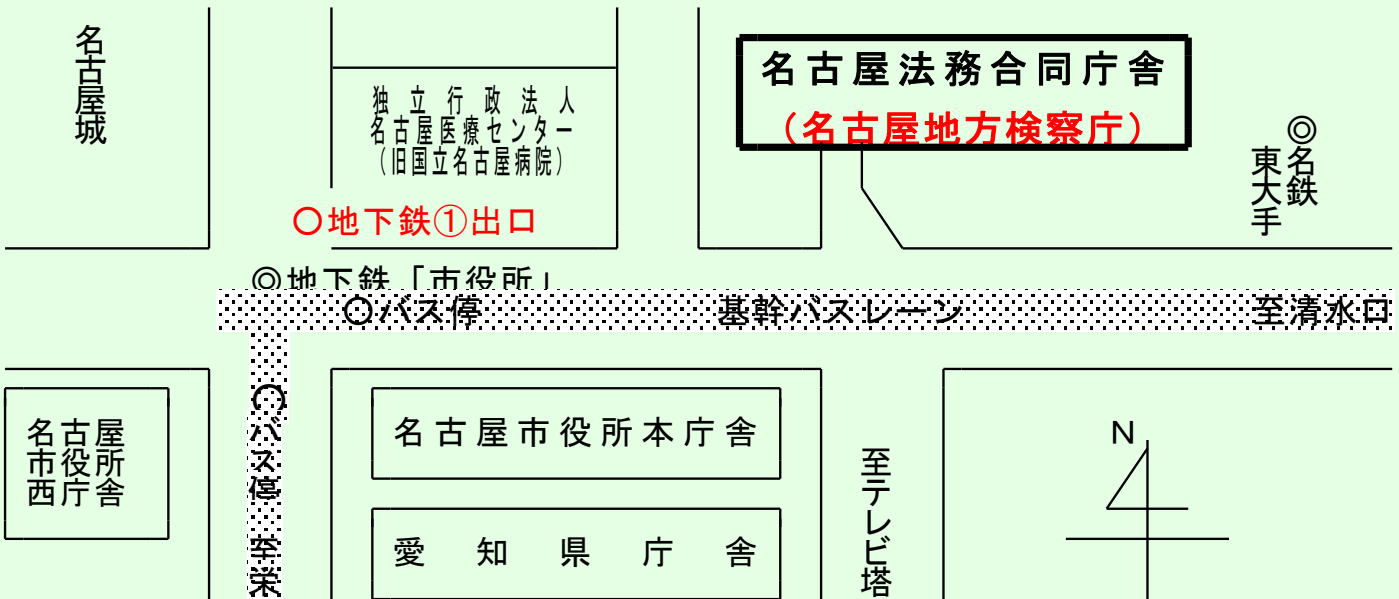 名古屋城
独立行政法人
名古屋医療センター
（旧国立名古屋病院）
名古屋法務合同庁舎
（名古屋地方検察庁）
◎名鉄
東大手
〇地下鉄①出口
◎地下鉄「市役所」
〇バス停
基幹バスレーン
至清水口
名古屋
市役所
西庁舎
〇バス停 至栄
名古屋市役所本庁舎
愛知県庁舎
至テレビ塔
N